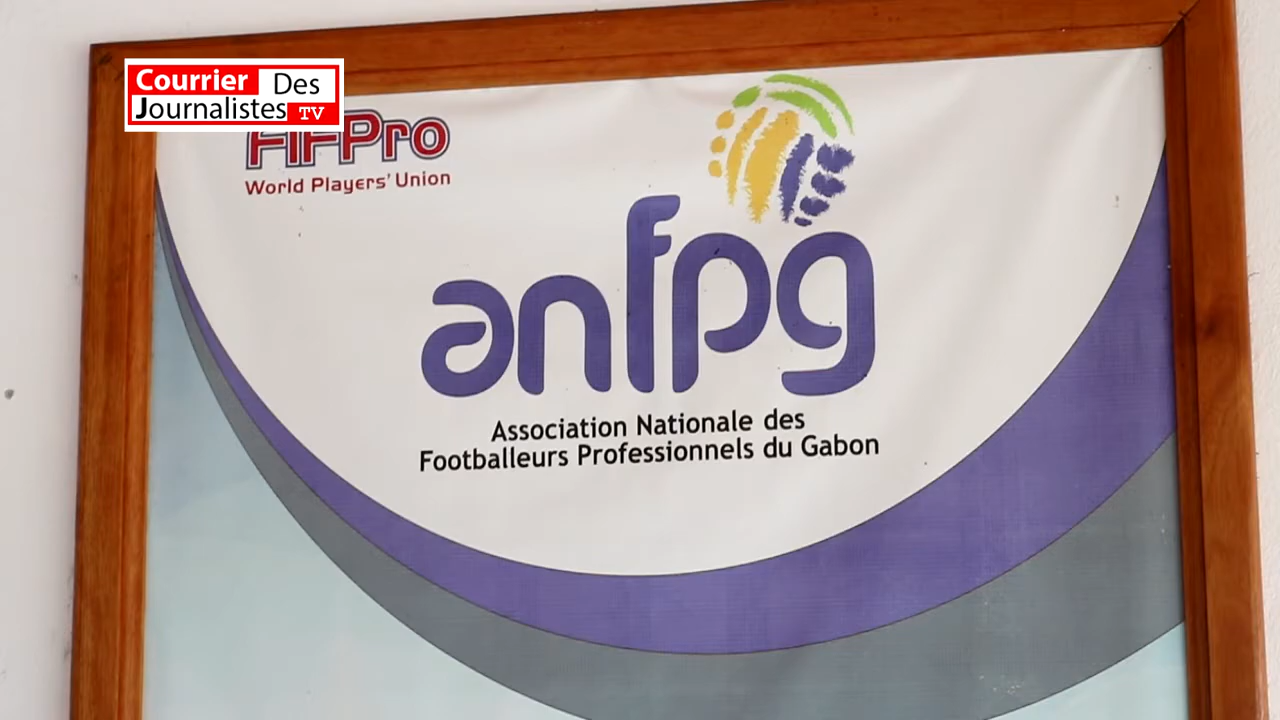 Courrier Des
Journalistes TV
FIFPro
World Players' Union
anfpg
Association Nationale des
Footballeurs Professionnels du Gabon